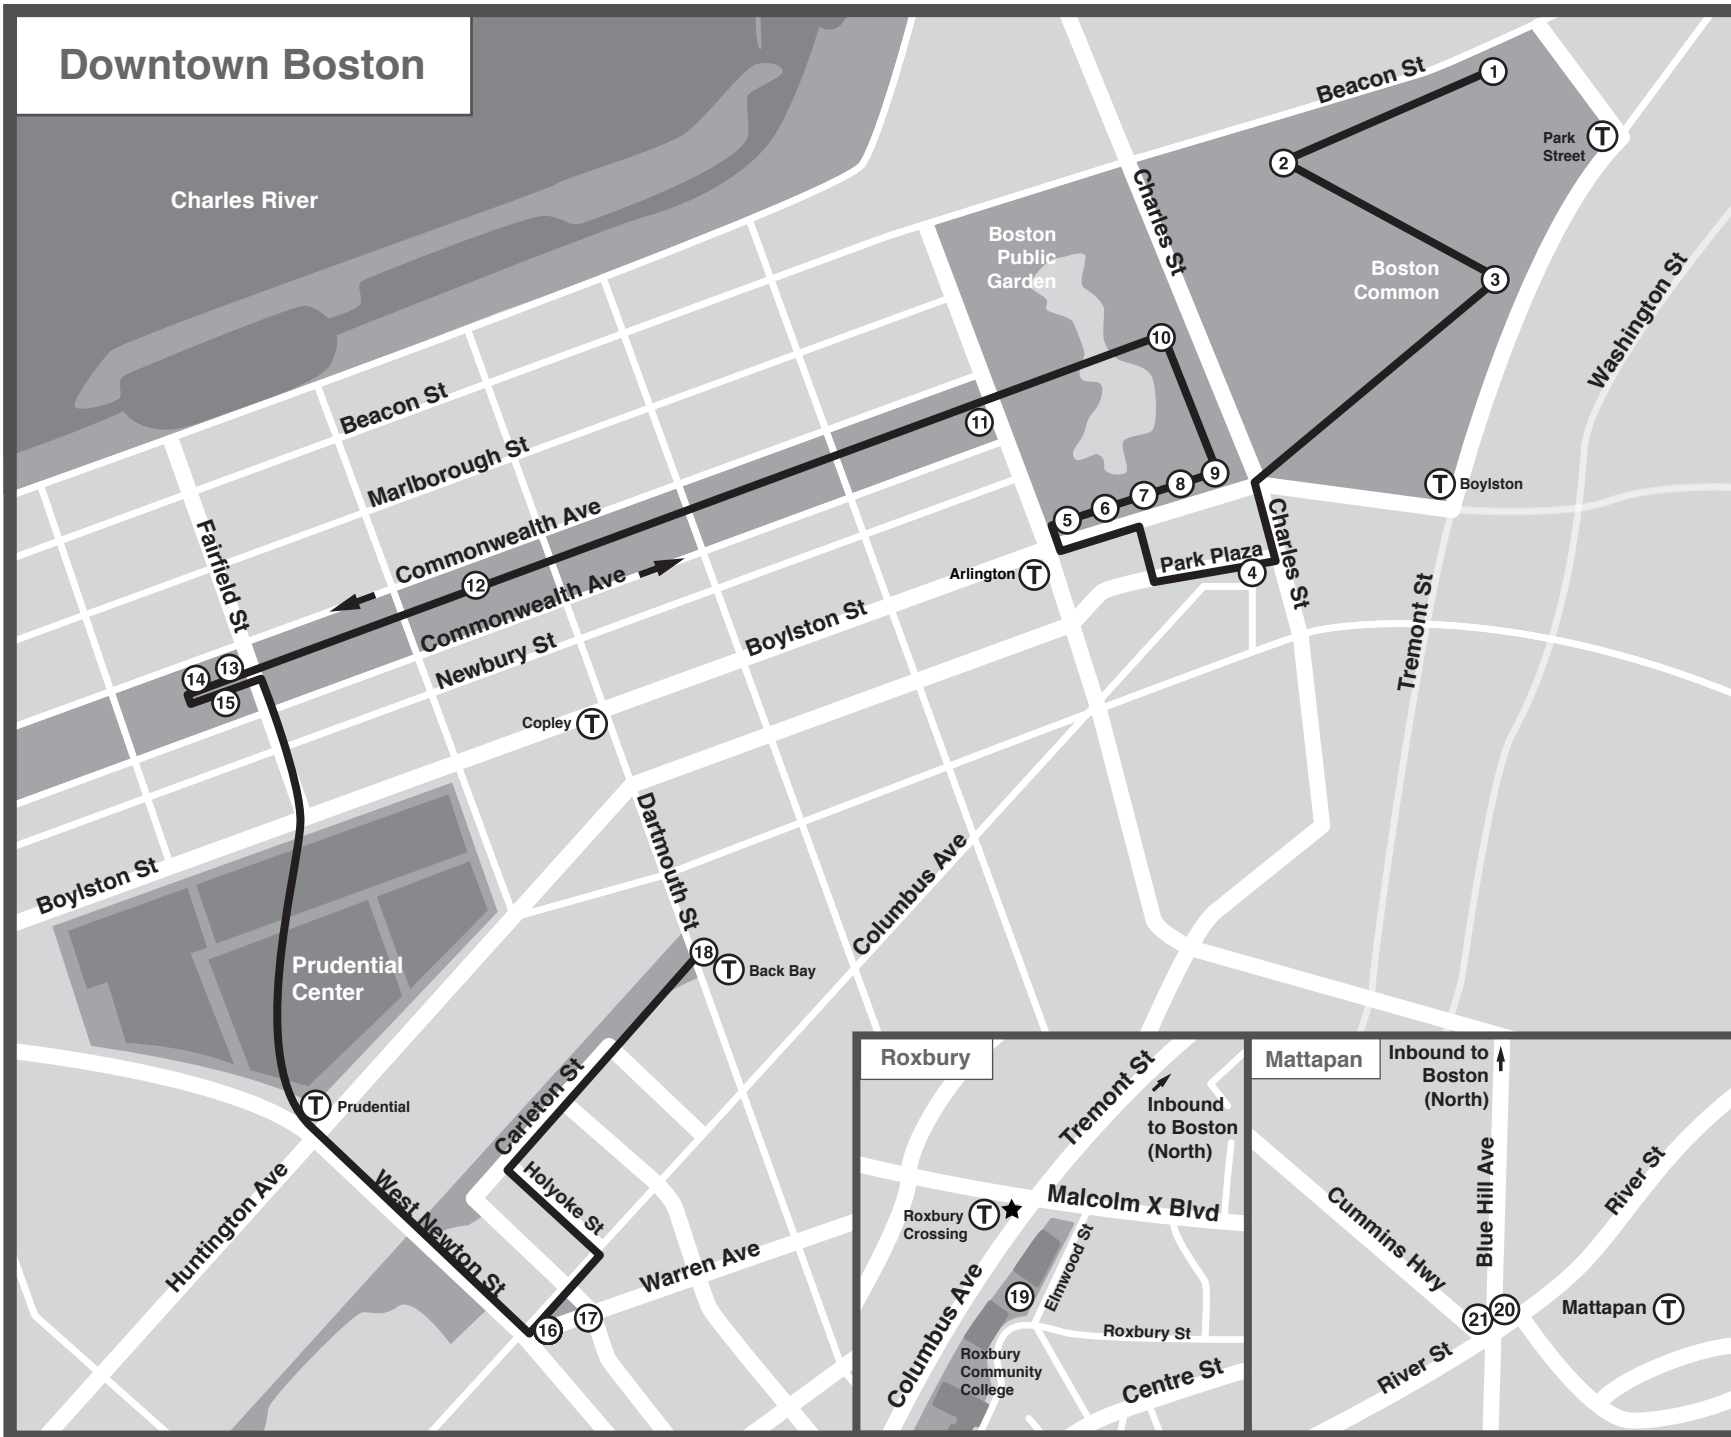 Downtown Boston
Beacon St
1
Park
Street
T
2
Charles River
Charles St
Boston
Public
Garden
Boston
Common
3
Washington St
10
Beacon St
11
Marlborough St
9
8
7
6
5
T
Boylston
Commonwealth Ave
Charles St
Fairfield St
Park Plaza
4
Arlington
T
12
Commonwealth Ave
Tremont St
Boylston St
Newbury St
13
14
15
Copley
T
Dartmouth St
Boylston St
Columbus Ave
18
T
Back Bay
Prudential
Center
T
Prudential
Carleton St
Holyoke St
West Newton St
Huntington Ave
Warren Ave
16
17
Roxbury
Tremont St
Inbound
to Boston
(North)
Malcolm X Blvd
Roxbury
Crossing
T
Elmwood St
19
Columbus Ave
Roxbury St
Roxbury
Community
College
Centre St
Mattapan
Inbound to
Boston
(North)
Blue Hill Ave
River St
Cummins Hwy
21
20
Mattapan
T
River St